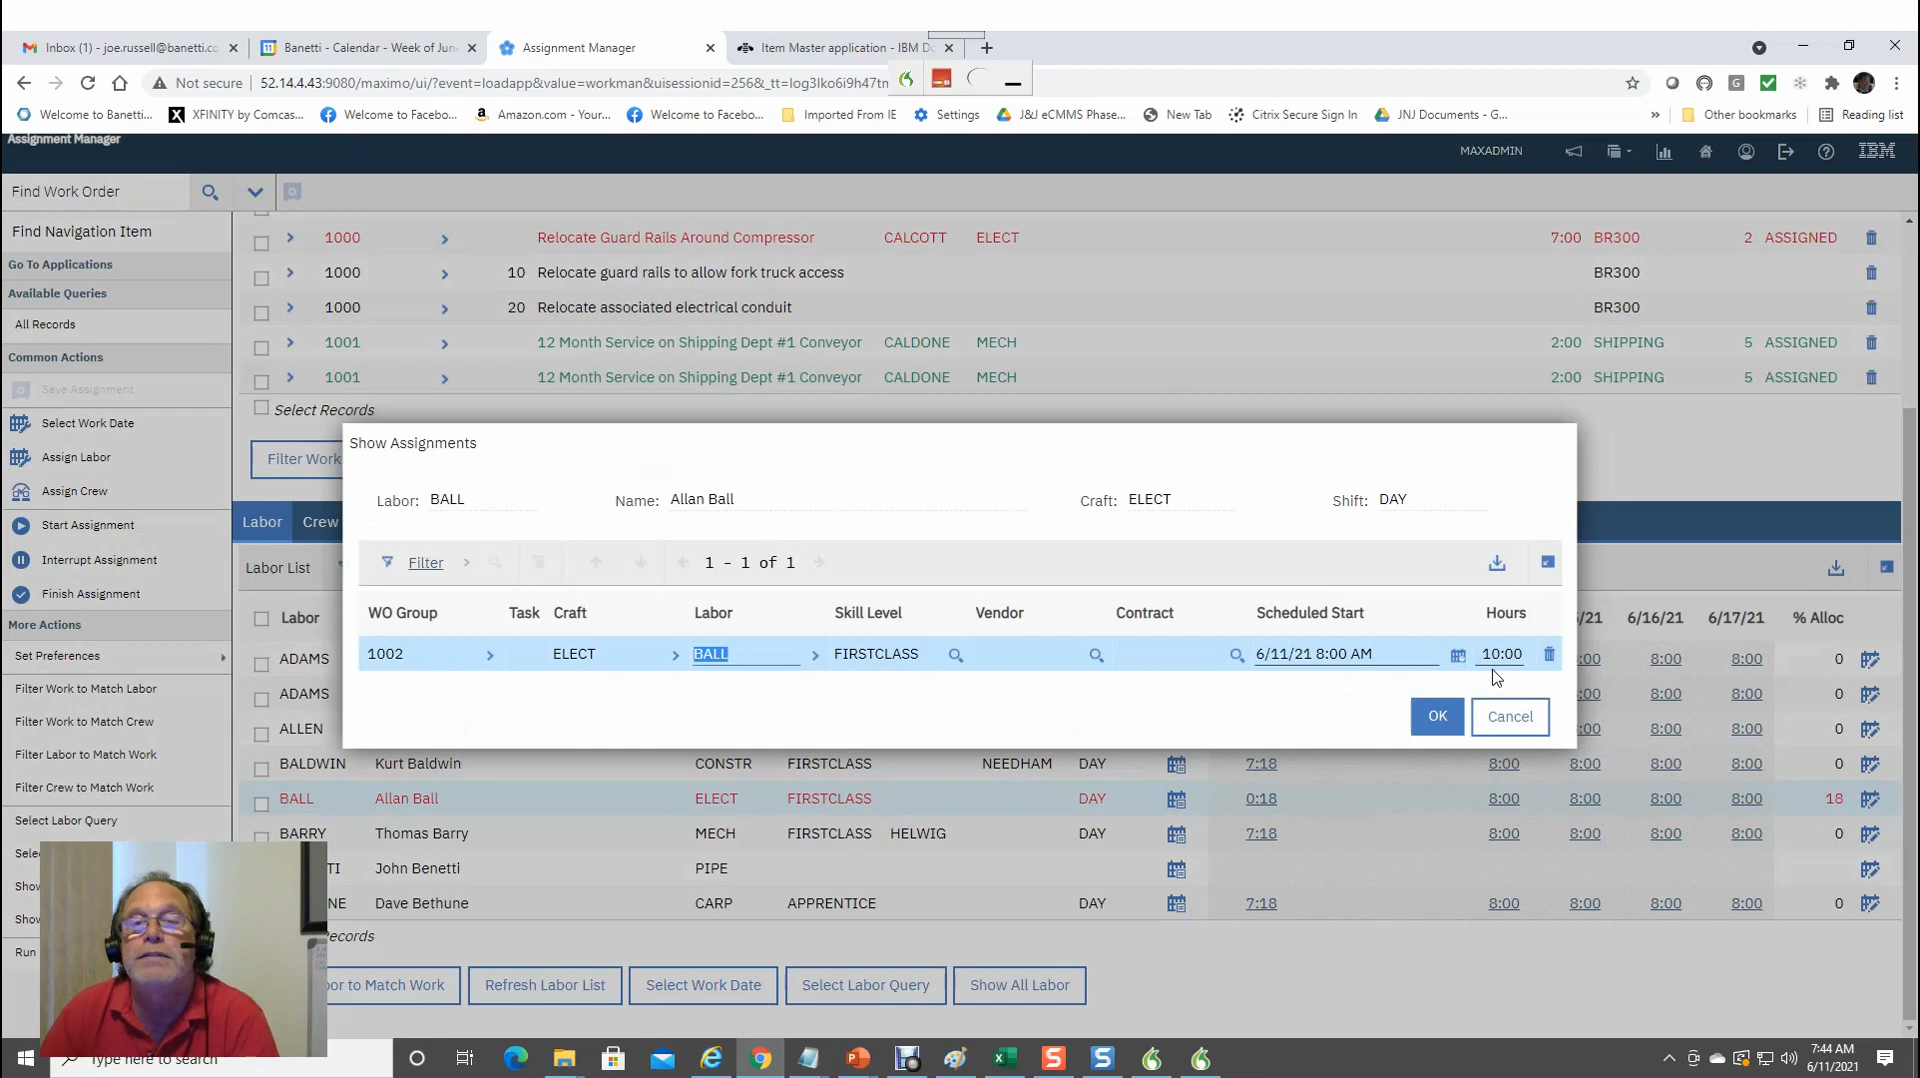 Inbox (1) - joe.russell@banetti.co
Banetti - Calendar - Week of June
Assignment Manager
Item Master application - IBM Do
Not secure 52.14.4.43:9080/maximo/ui/?event=loadapp&value=workman&uisessionid=256&_tt=log3lko6i9h47tm
Welcome to Banetti... XFINITY by Comcas... Welcome to Facebo... Amazon.com - Your... Welcome to Facebo... Imported From IE Settings J&J eCMMS Phase... New Tab Citrix Secure Sign In JNJ Documents - G... » Other bookmarks Reading list
Assignment Manager
MAXADMIN IBM
Find Work Order
Find Navigation Item
Go To Applications
Available Queries
All Records
Common Actions
Save Assignment
Select Work Date
Assign Labor
Assign Crew
Start Assignment
Interrupt Assignment
Finish Assignment
More Actions
Set Preferences
Filter Work to Match Labor
Filter Work to Match Crew
Filter Labor to Match Work
Filter Crew to Match Work
Select Labor Query
Selec
Show
Show
Run
1000 Relocate Guard Rails Around Compressor CALCOTT ELECT 7:00 BR300 2 ASSIGNED
1000 10 Relocate guard rails to allow fork truck access BR300
1000 20 Relocate associated electrical conduit BR300
1001 12 Month Service on Shipping Dept #1 Conveyor CALDONE MECH 2:00 SHIPPING 5 ASSIGNED
1001 12 Month Service on Shipping Dept #1 Conveyor CALDONE MECH 2:00 SHIPPING 5 ASSIGNED
Select Records
Filter Work
Show Assignments
Labor: BALL Name: Allan Ball Craft: ELECT Shift: DAY
Filter 1 - 1 of 1
WO Group Task Craft Labor Skill Level Vendor Contract Scheduled Start Hours
1002 ELECT BALL FIRSTCLASS 6/11/21 8:00 AM 10:00
OK Cancel
Labor Crew
Labor List
Labor /21 6/16/21 6/17/21 % Alloc
ADAMS :00 8:00 8:00 0
ADAMS :00 8:00 8:00 0
ALLEN :00 8:00 8:00 0
BALDWIN Kurt Baldwin CONSTR FIRSTCLASS NEEDHAM DAY 7:18 8:00 8:00 8:00 8:00 0
BALL Allan Ball ELECT FIRSTCLASS DAY 0:18 8:00 8:00 8:00 8:00 18
BARRY Thomas Barry MECH FIRSTCLASS HELWIG DAY 7:18 8:00 8:00 8:00 8:00 0
TI John Benetti PIPE
NE Dave Bethune CARP APPRENTICE DAY 7:18 8:00 8:00 8:00 8:00 0
Records
or to Match Work Refresh Labor List Select Work Date Select Labor Query Show All Labor
Type here to search
7:44 AM
6/11/2021